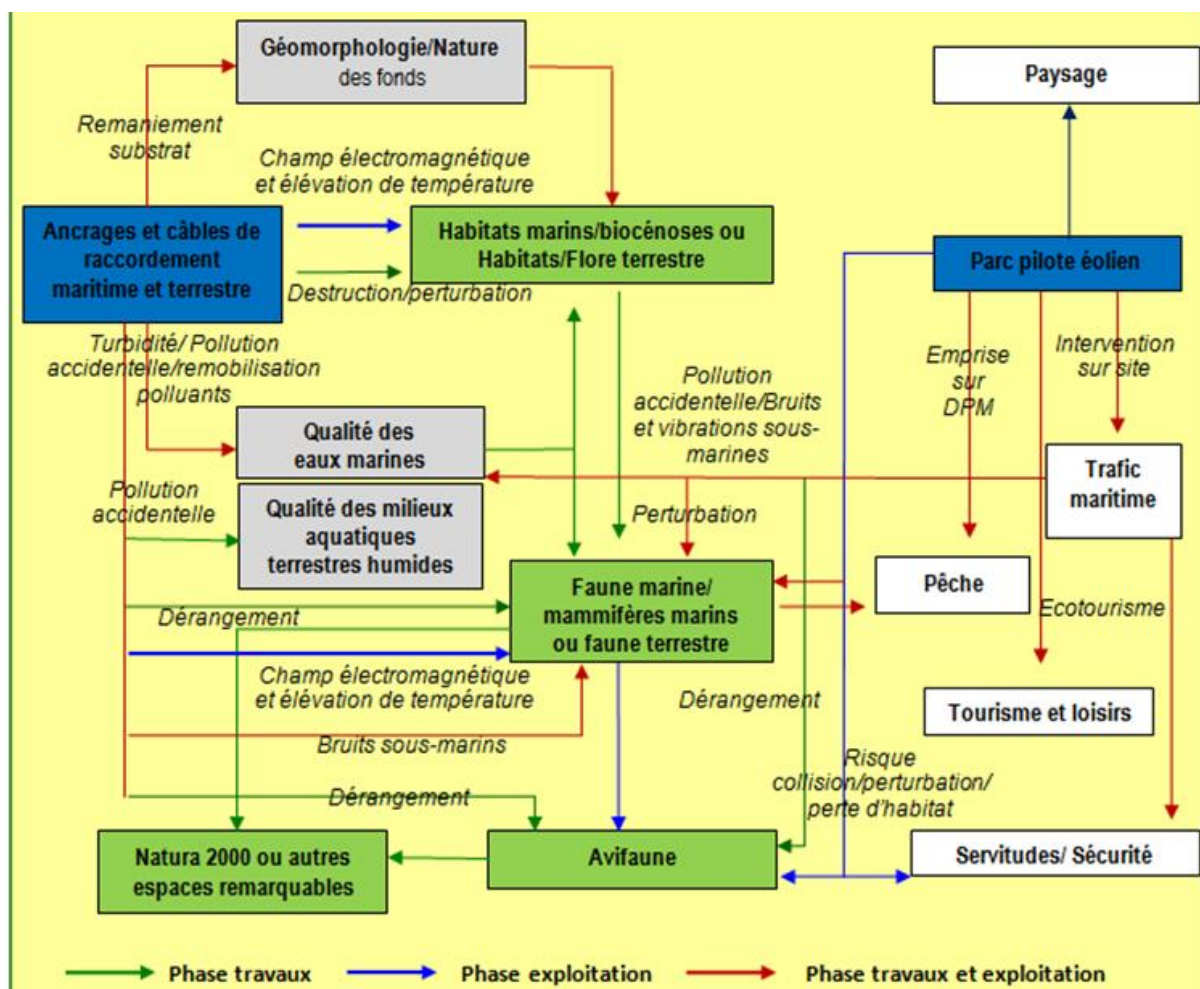 Géomorphologie/Nature
des fonds
Paysage
Remaniement
substrat
Champ électromagnétique
et élévation de température
Ancrages et câbles de
raccordement
maritime et terrestre
Habitats marins/biocénoses ou
Habitats/Flore terrestre
Parc pilote éolien
Destruction/perturbation
Turbidité/ Pollution
accidentelle/remobilisation
polluants
Emprise
sur
DPM
Intervention
sur site
Pollution
accidentelle/Bruits
et vibrations sous-
marines
Qualité des
eaux marines
Trafic
maritime
Pollution
accidentelle
Qualité des milieux
aquatiques
terrestres humides
Perturbation
Faune marine/
mammifères marins
ou faune terrestre
Pêche
Ecotourisme
Dérangement
Champ électromagnétique
et élévation de température
Dérangement
Tourisme et loisirs
Bruits sous-marins
Risque
collision/perturbation/
perte d'habitat
Dérangement
Natura 2000 ou autres
espaces remarquables
Avifaune
Servitudes/ Sécurité
Phase travaux
Phase exploitation
Phase travaux et exploitation